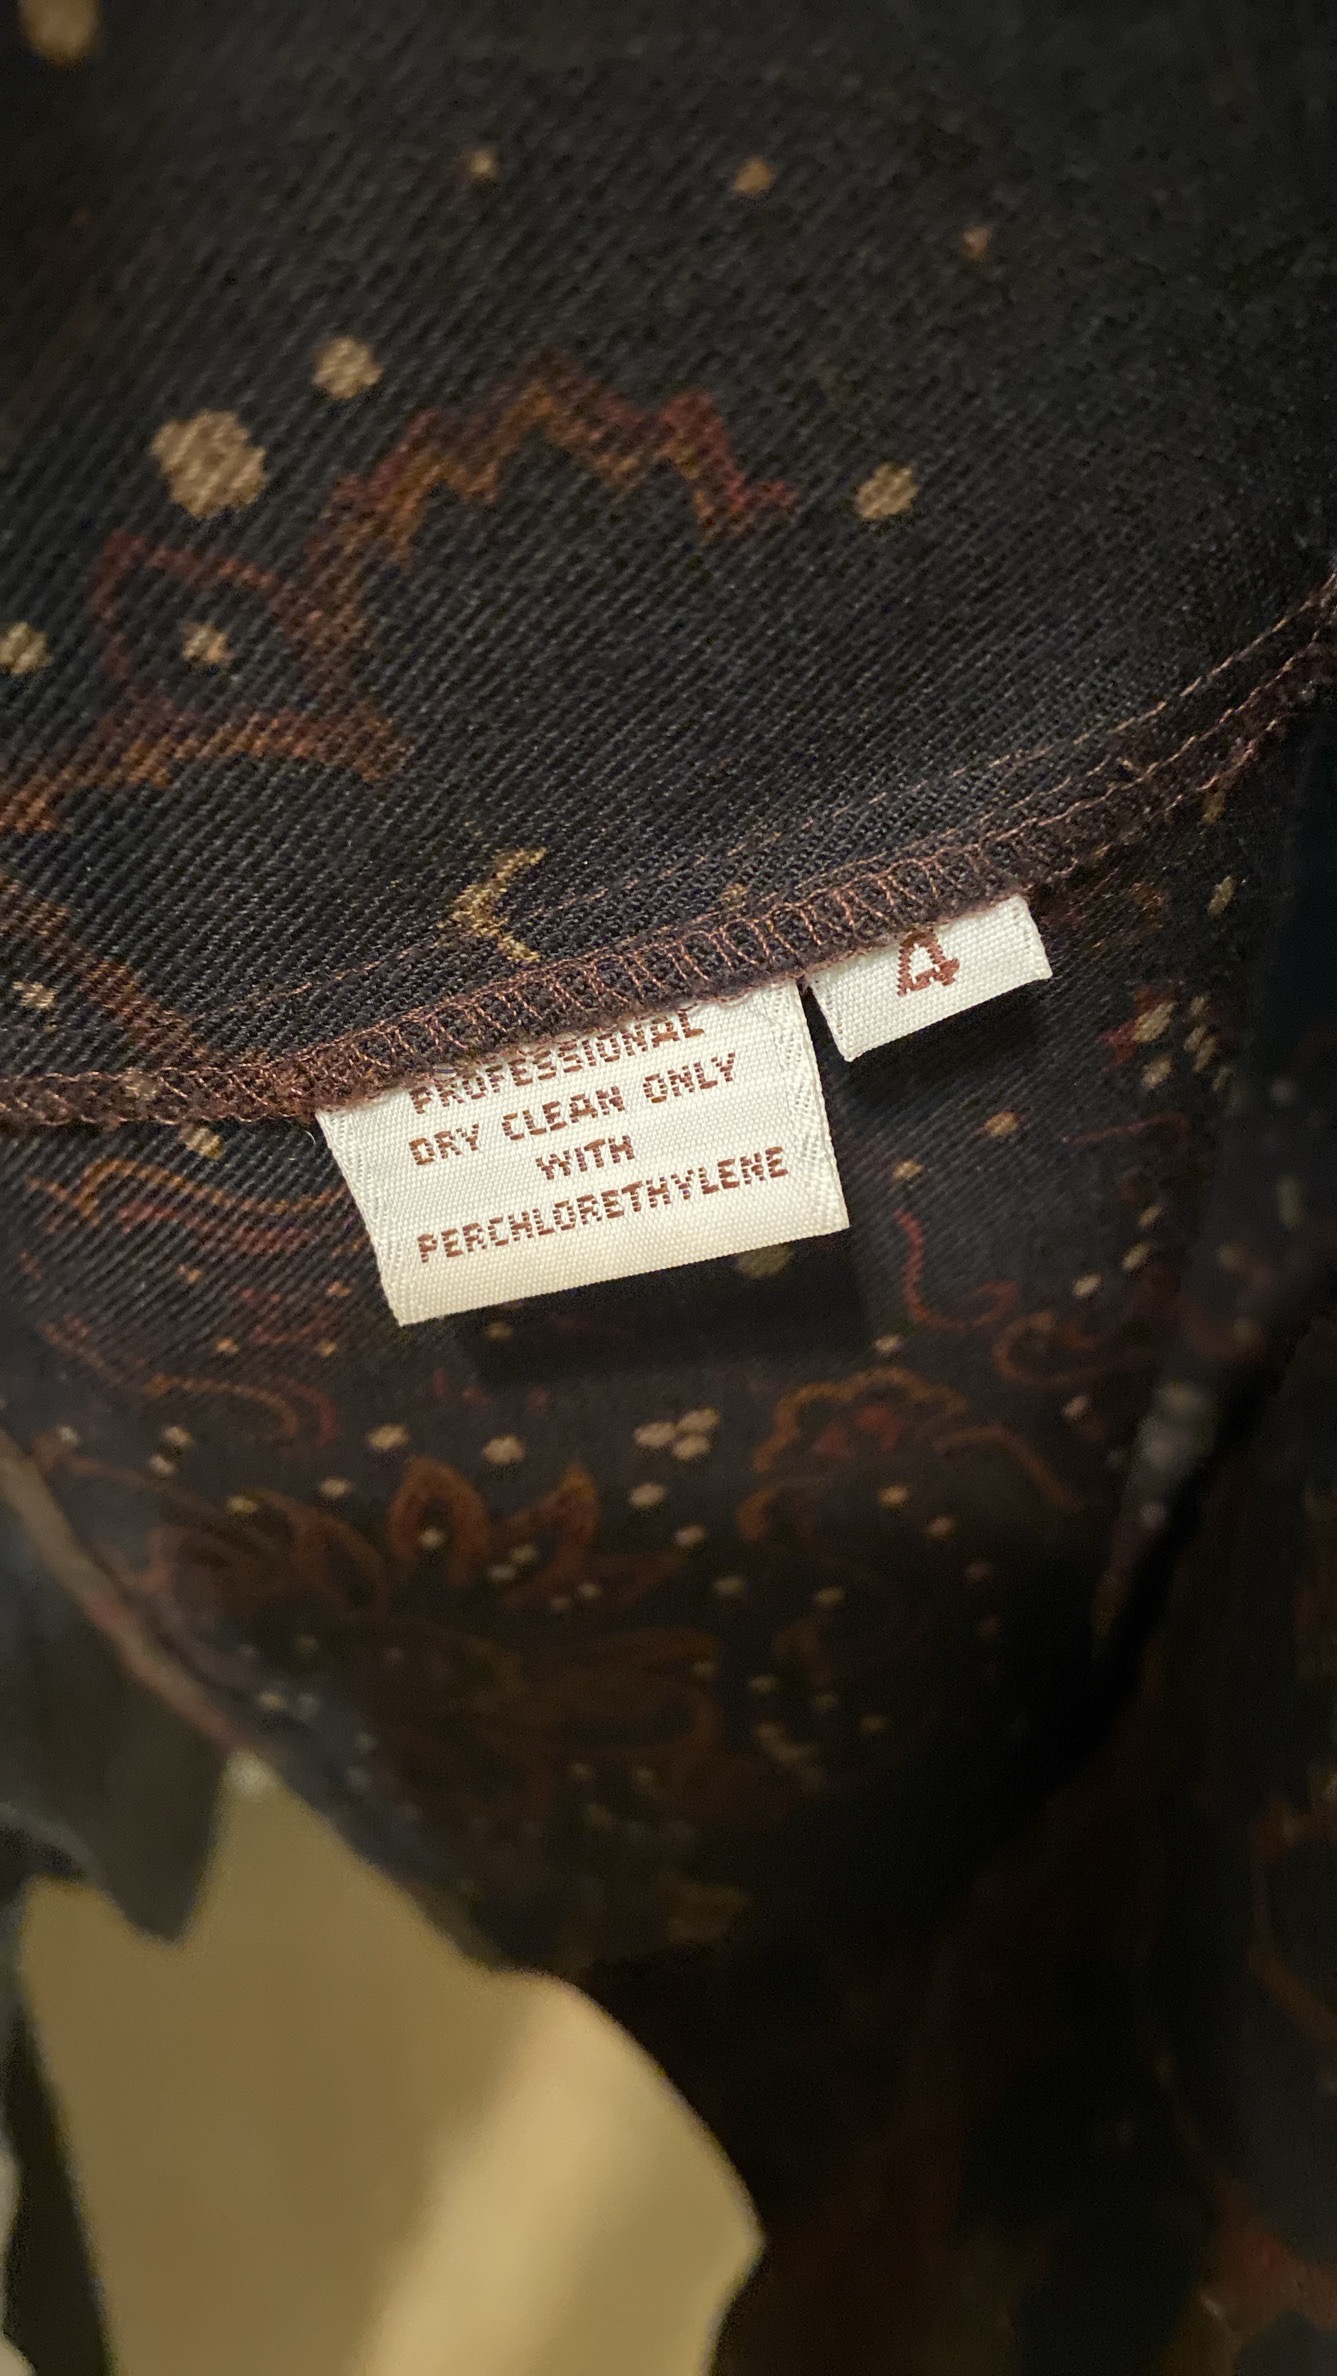 PROFESSIONAL
DRY CLEAN ONLY
WITH
PERCHLORETHYLENE
4